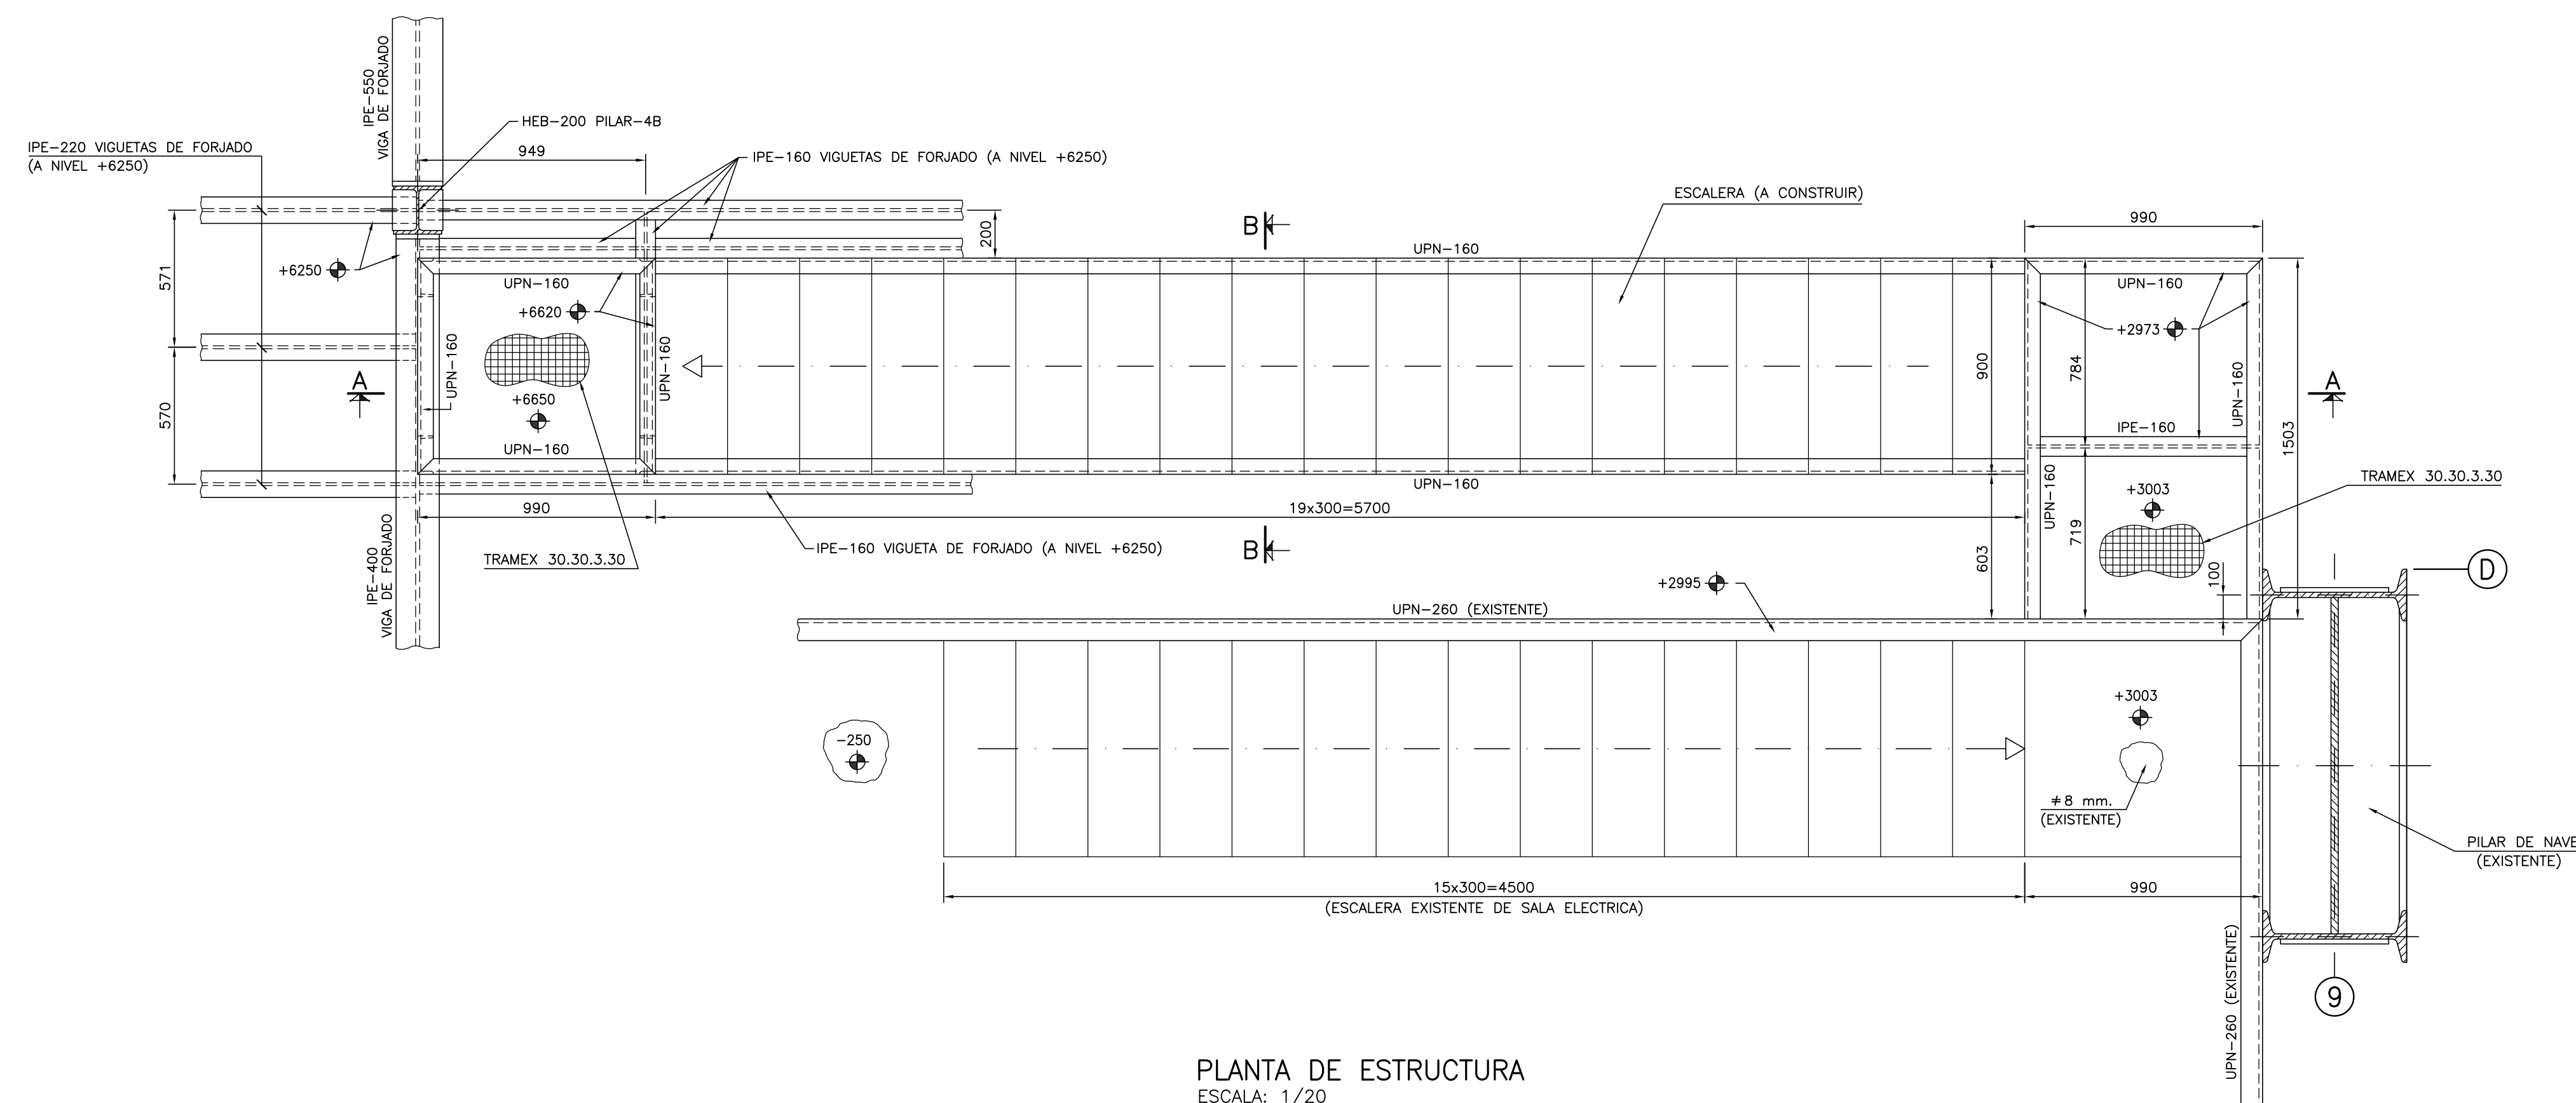 IPE-550
VIGA DE FORJADO
HEB-200 PILAR-4B
IPE-220 VIGUETAS DE FORJADO
(A NIVEL +6250)
949
IPE-160 VIGUETAS DE FORJADO (A NIVEL +6250)
ESCALERA (A CONSTRUIR)
990
200
B
UPN-160
571
+6250
UPN-160
+6620
UPN-160
+2973
UPN-160
UPN-160
900
784
UPN-160
A
+6650
A
570
UPN-160
IPE-160
1503
UPN-160
UPN-160
+3003
TRAMEX 30.30.3.30
990
19x300=5700
719
IPE-400
VIGA DE FORJADO
TRAMEX 30.30.3.30
IPE-160 VIGUETA DE FORJADO (A NIVEL +6250)
B
603
100
D
+2995
UPN-260 (EXISTENTE)
+3003
-250
≠8 mm.
(EXISTENTE)
PILAR DE NAVE
(EXISTENTE)
15x300=4500
(ESCALERA EXISTENTE DE SALA ELECTRICA)
990
UPN-260 (EXISTENTE)
9
PLANTA DE ESTRUCTURA
ESCALA: 1/20